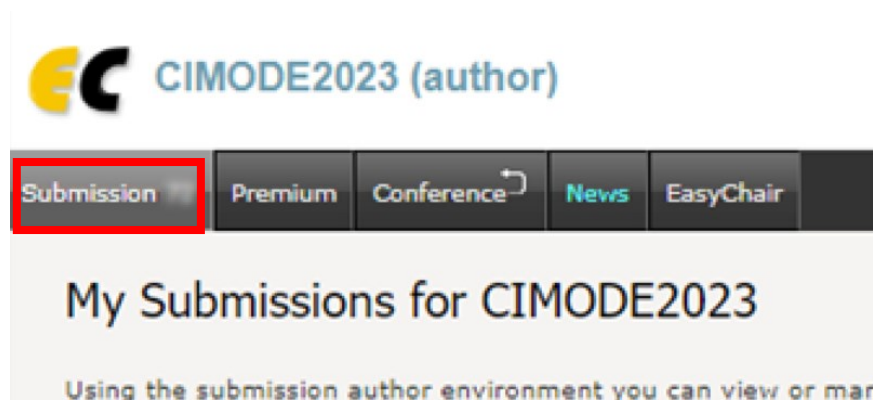 EC CIMODE2023 (author)
Submission Premium Conference News EasyChair
My Submissions for CIMODE2023
Using the submission author environment you can view or